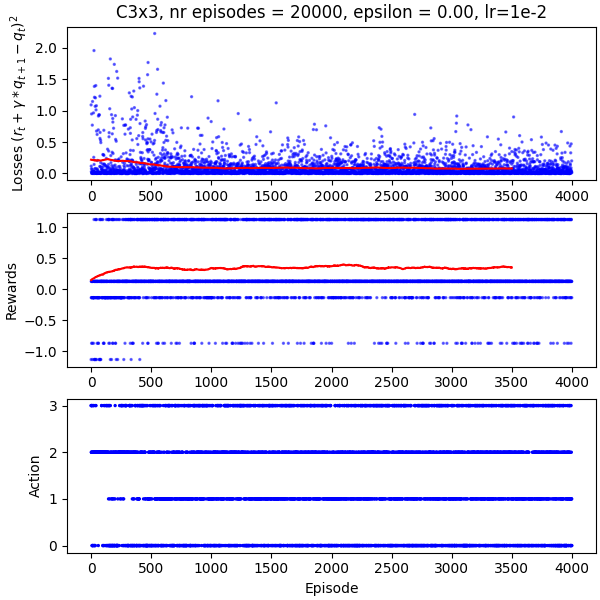 C3x3, nr episodes = 20000, epsilon = 0.00, lr=1e-2
Losses $(r_t + \gamma * q_{t+1} - q_t)^2$
2.0
1.5
1.0
0.5
0.0
0 500 1000 1500 2000 2500 3000 3500 4000
Rewards
1.0
0.5
0.0
−0.5
−1.0
0 500 1000 1500 2000 2500 3000 3500 4000
Action
3
2
1
0
0 500 1000 1500 2000 2500 3000 3500 4000
Episode